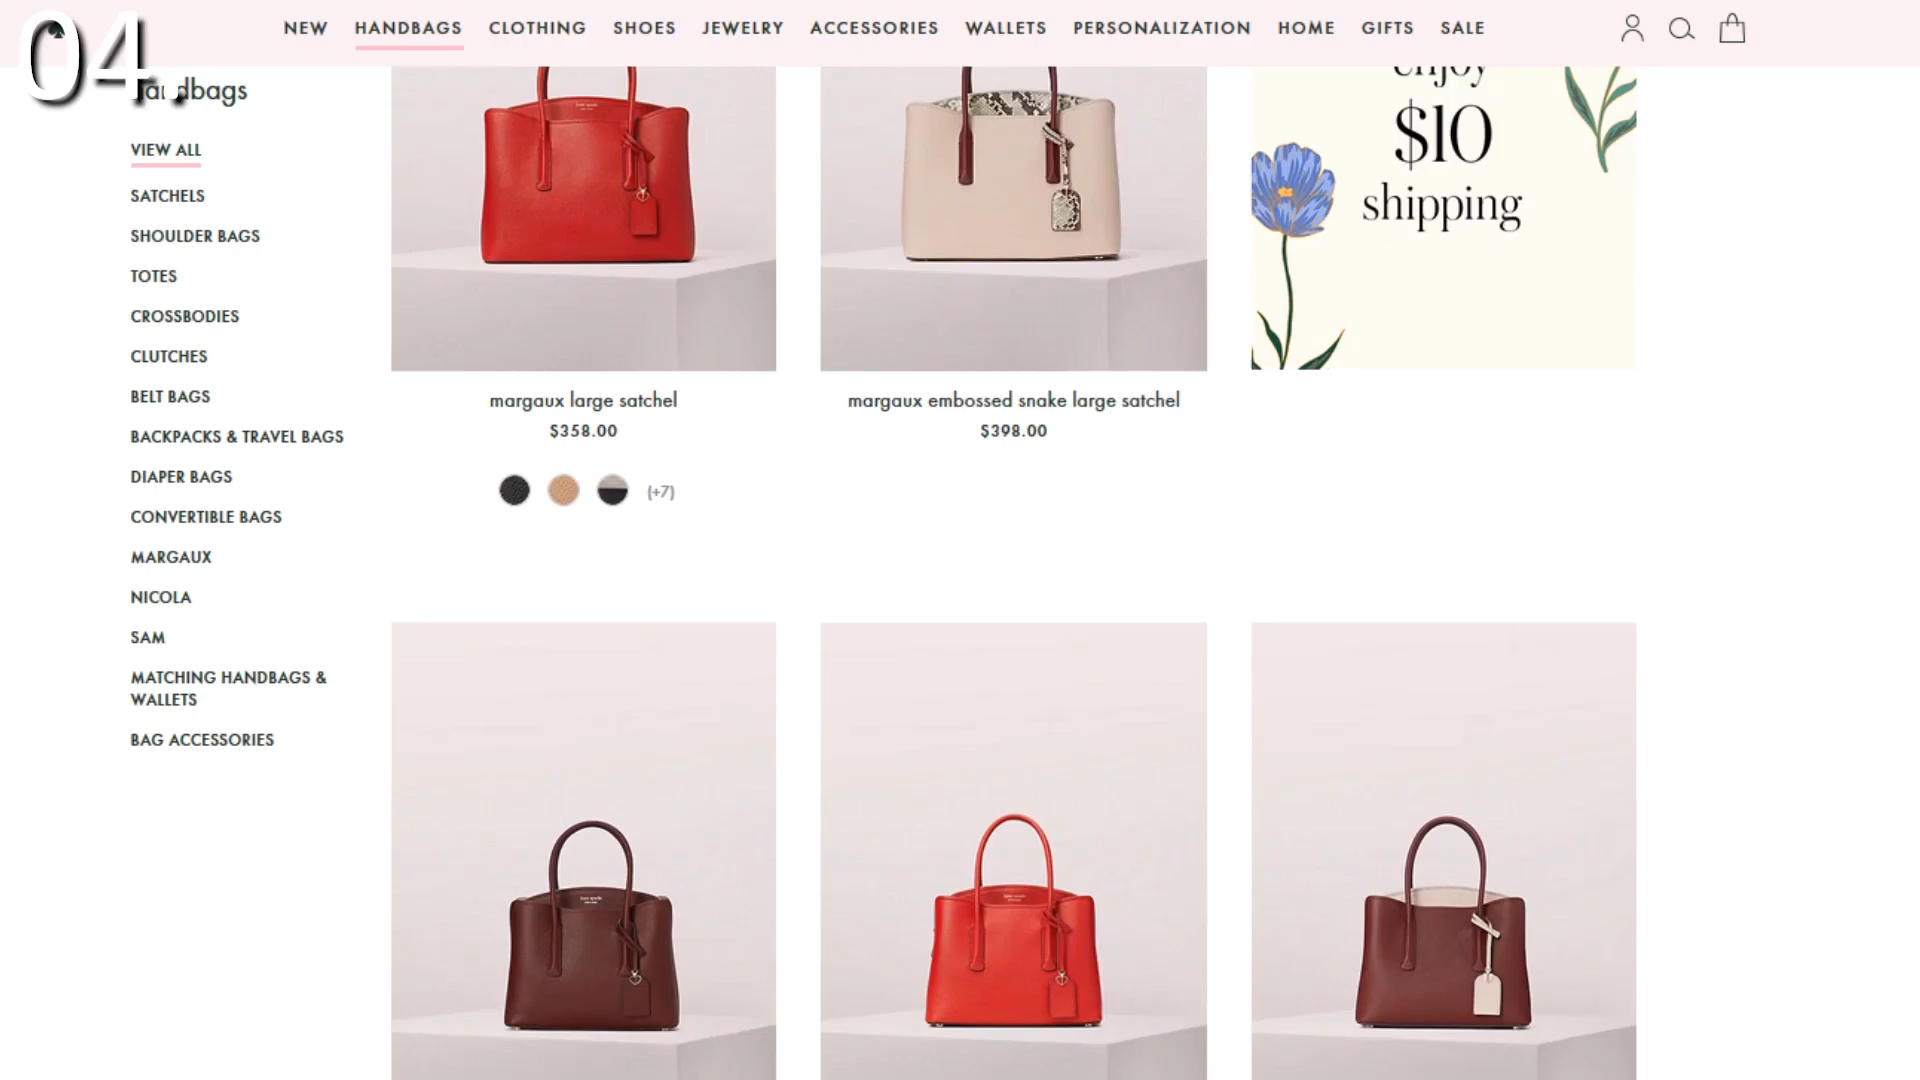 04.
NEW HANDBAGS CLOTHING SHOES JEWELRY ACCESSORIES WALLETS PERSONALIZATION HOME GIFTS SALE
handbags
VIEW ALL
SATCHELS
SHOULDER BAGS
TOTES
CROSSBODIES
CLUTCHES
BELT BAGS
BACKPACKS & TRAVEL BAGS
DIAPER BAGS
CONVERTIBLE BAGS
MARGAUX
NICOLA
SAM
MATCHING HANDBAGS &
WALLETS
BAG ACCESSORIES
margaux large satchel
$358.00
(+7)
margaux embossed snake large satchel
$398.00
enjoy
$10
shipping